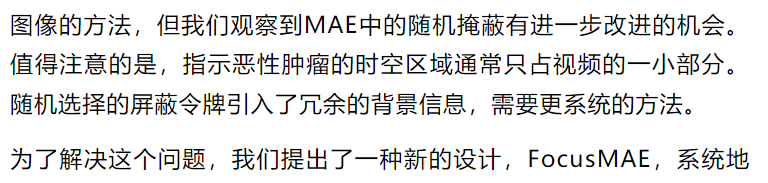 图像的方法，但我们观察到MAE中的随机掩蔽有进一步改进的机会。
值得注意的是，指示恶性肿瘤的时空区域通常只占视频的一小部分。
随机选择的屏蔽令牌引入了冗余的背景信息，需要更系统的方法。
为了解决这个问题，我们提出了一种新的设计，FocusMAE，系统地